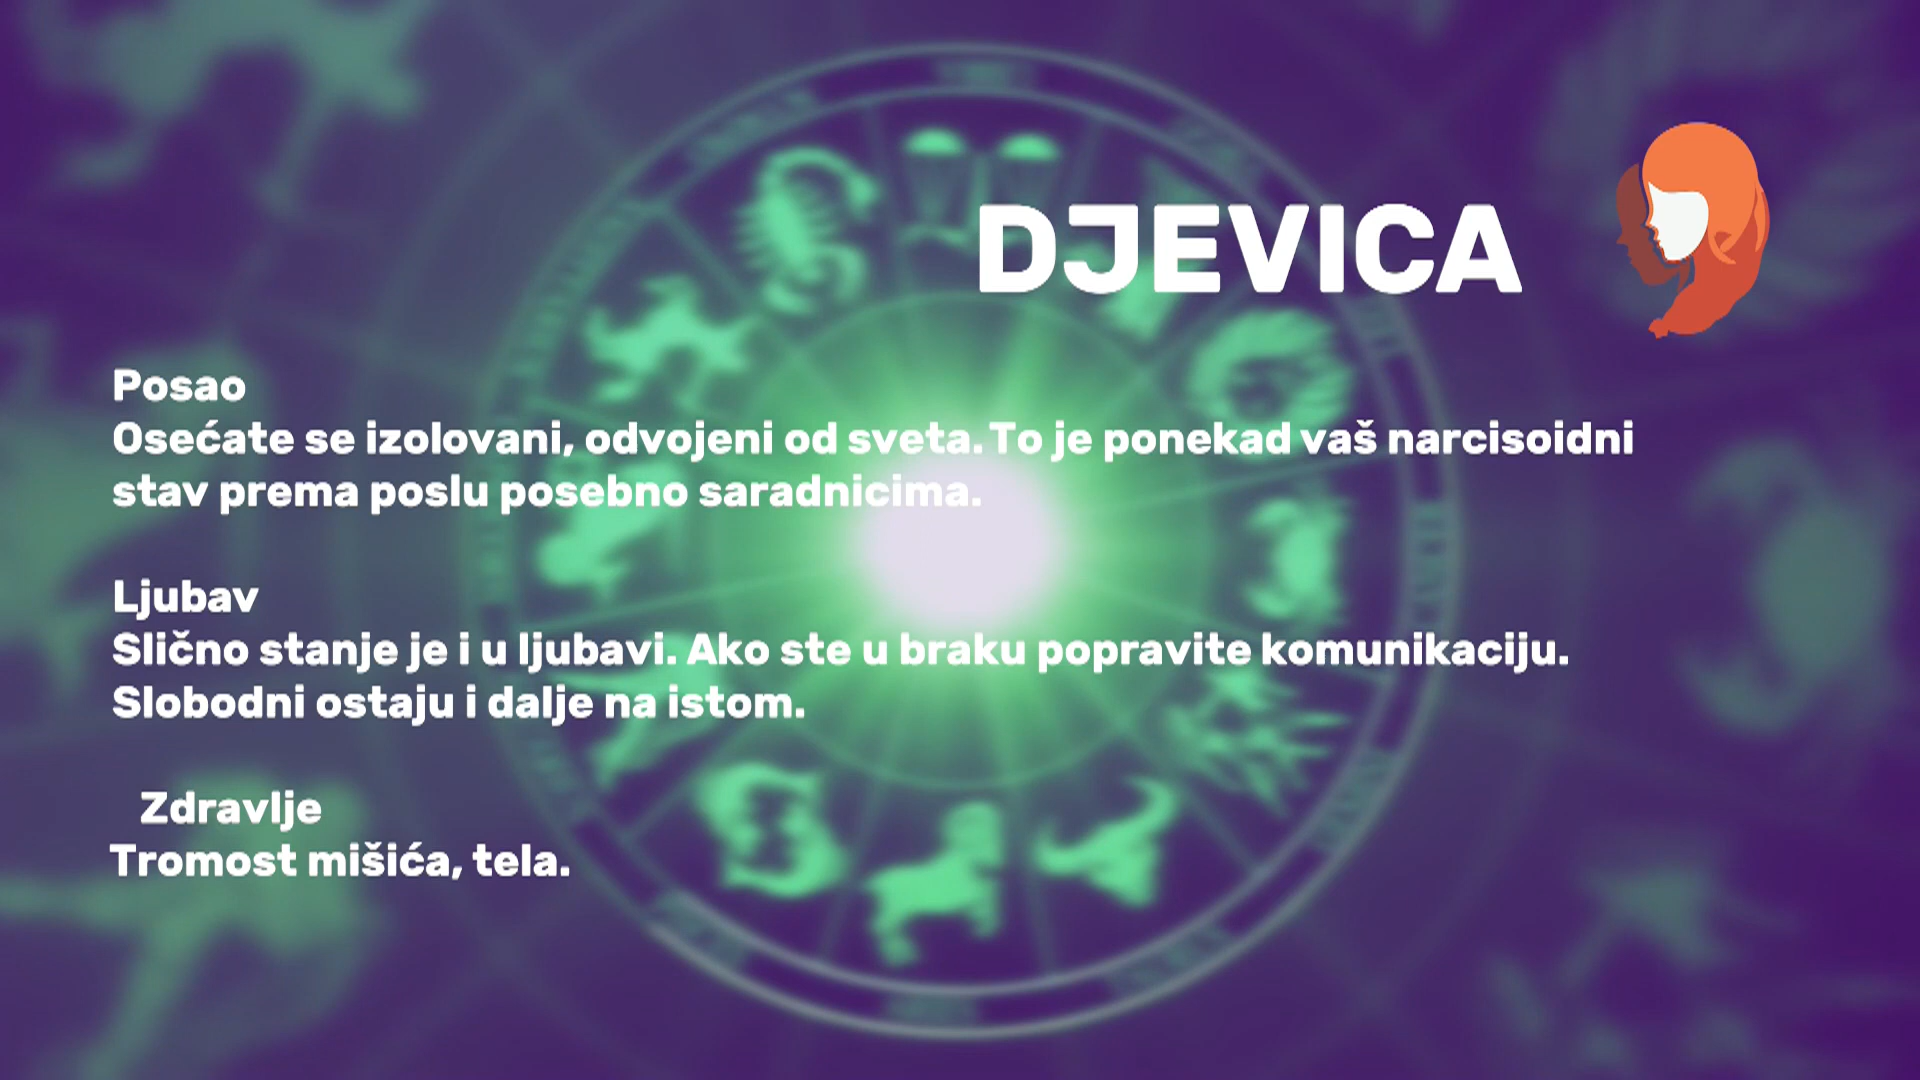 DJEVICA
Posao
Osećate se izolovani, odvojeni od sveta. To je ponekad vaš narcisoidni
stav prema poslu posebno saradnicima.
Ljubav
Slično stanje je i u ljubavi. Ako ste u braku popravite komunikaciju.
Slobodni ostaju i dalje na istom.
Zdravlje
Tromost mišića, tela.